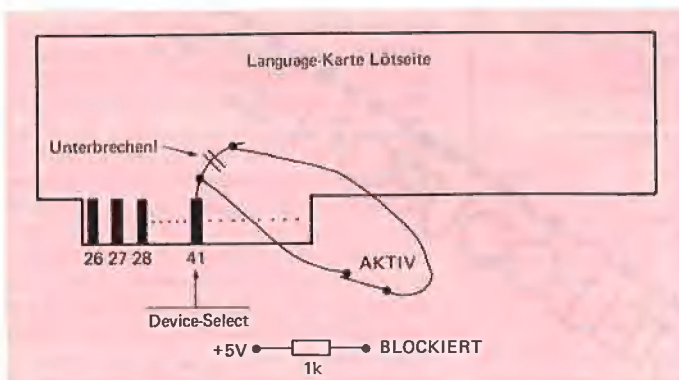 Language-Karte Lötseite
Unterbrechen!
26 27 28 41
AKTIV
Device-Select
+5V BLOCKIERT
1k